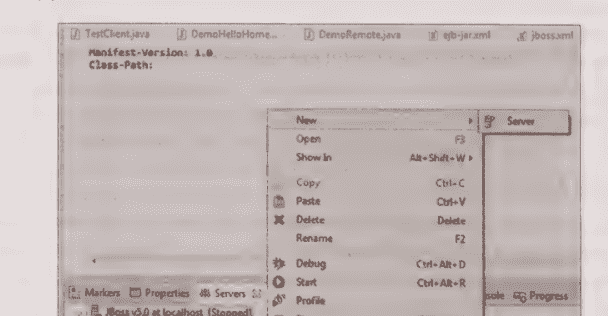 TestClient.java DemoHelloHome... DemoRemote.java ejb-jar.xml jboss.xml
Manifest-Version: 1.0
Class-Path:
New Server
Open F3
Show In Alt+Shift+W
Copy Ctrl+C
Paste Ctrl+V
Delete Delete
Rename F2
Debug Ctrl+Alt+D
Start Ctrl+Alt+R
Markers Properties Servers sole Progress
Profile
JBoss v5.0 at localhost [Stopped]